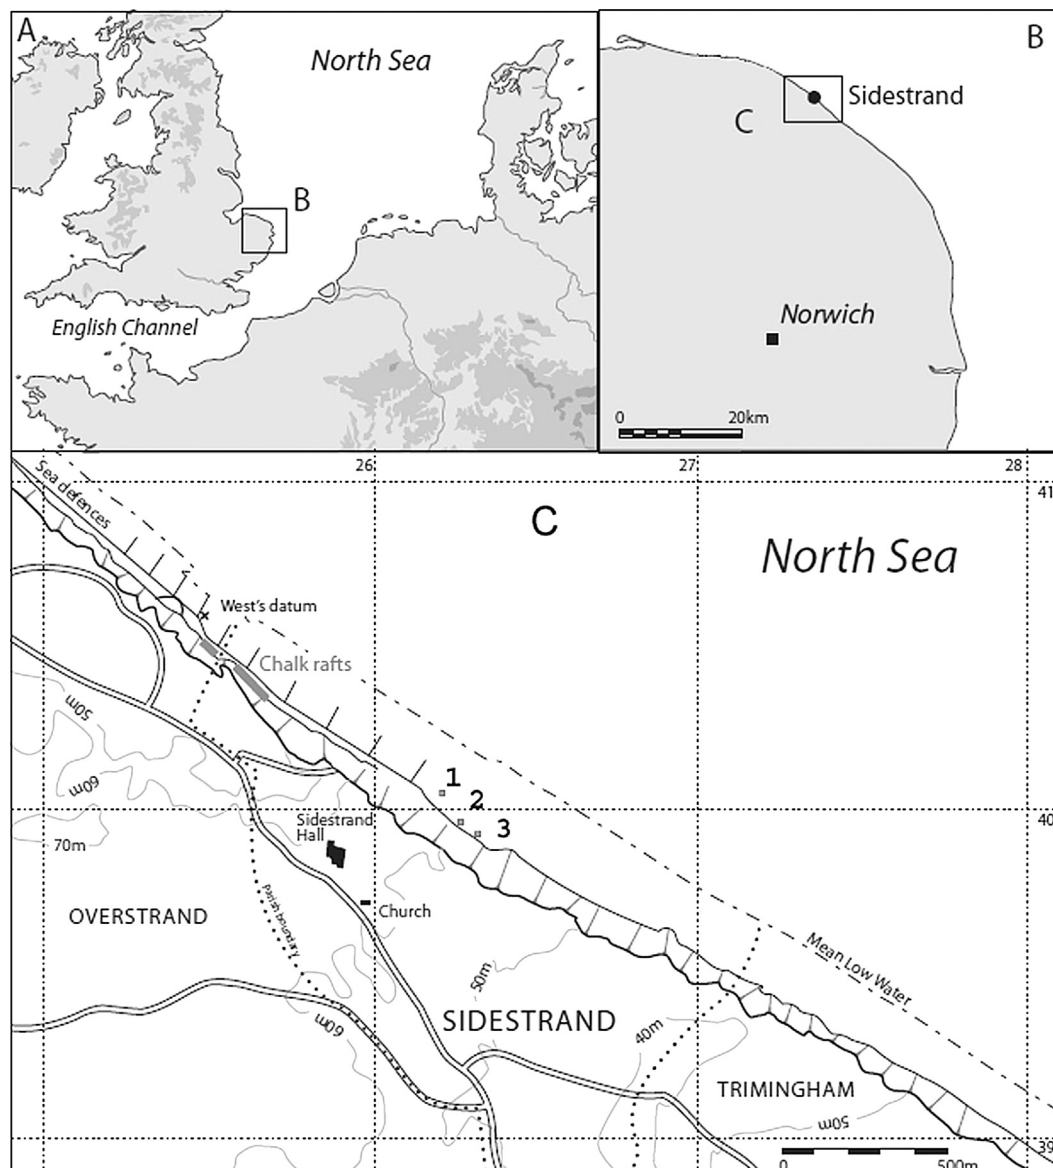 A
North Sea
B
English Channel
B
Sidestrand
C
Norwich
0 20km
26 27 28
41
Sea defences
C
North Sea
West's datum
Chalk rafts
50m
60m
1
2
40
3
Sidestrand
Hall
70m
OVERSTRAND
Parish boundary
Church
Mean Low Water
50m
60m
SIDESTRAND
40m
TRIMINGHAM
50m
39
0 500m